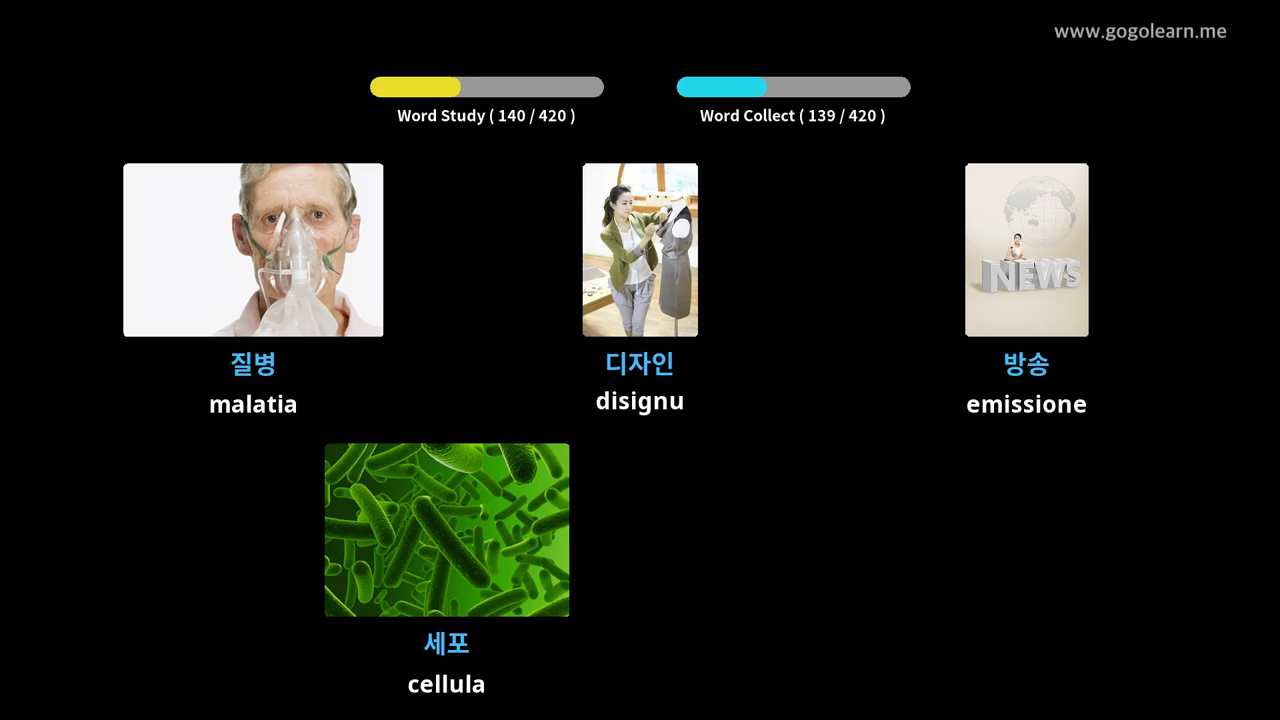 www.gogolearn.me
Word Study ( 140 / 420 )
Word Collect ( 139 / 420 )
NEWS
질병
디자인
방송
malatia
disignu
emissione
세포
cellula